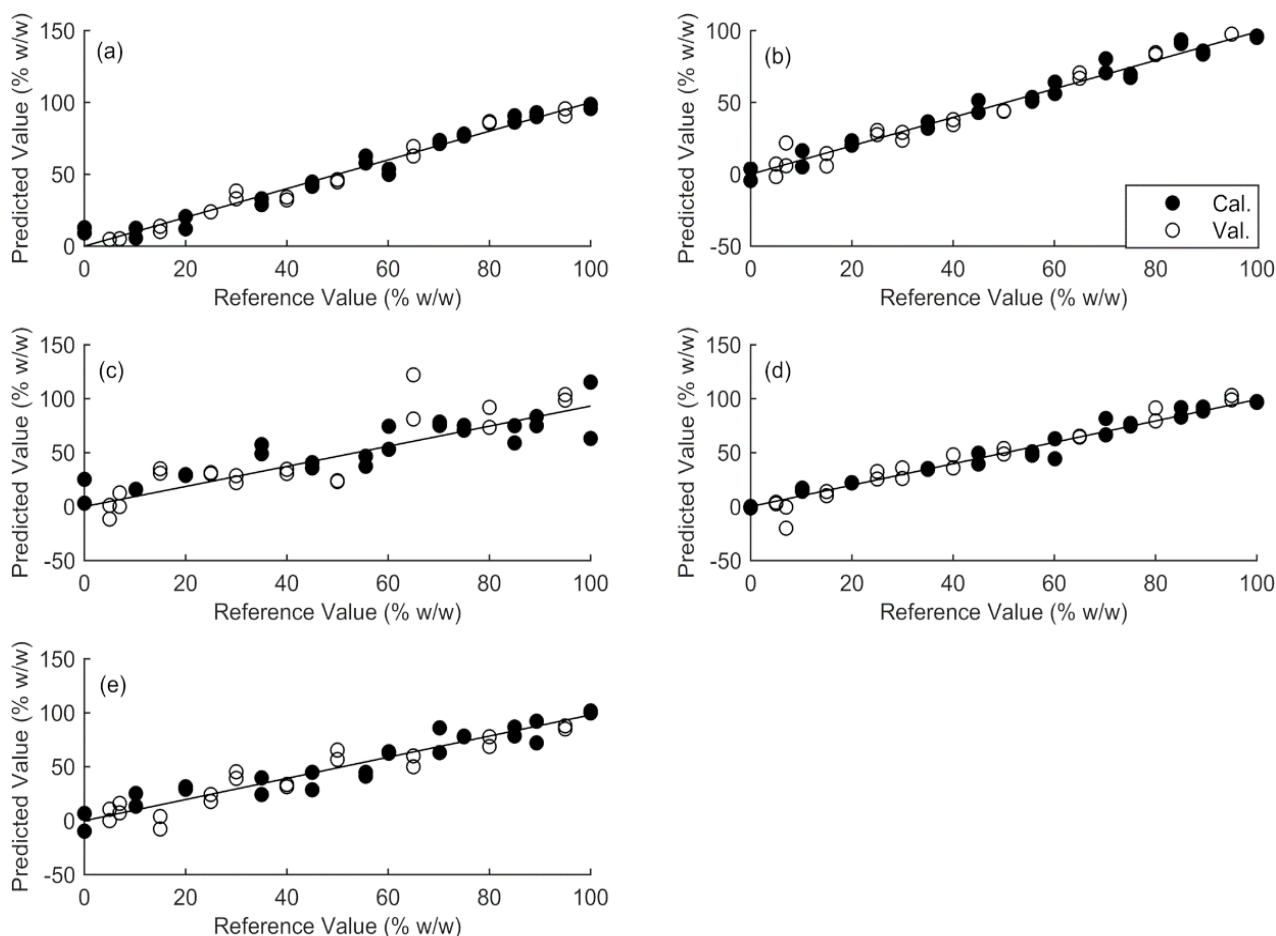 (a)
Predicted Value (% w/w)
150
100
50
0
0 20 40 60 80 100
Reference Value (% w/w)
(b)
Predicted Value (% w/w)
100
50
0
-50
0 20 40 60 80 100
Reference Value (% w/w)
Cal.
Val.
(c)
Predicted Value (% w/w)
150
100
50
0
-50
0 20 40 60 80 100
Reference Value (% w/w)
(d)
Predicted Value (% w/w)
150
100
50
0
-50
0 20 40 60 80 100
Reference Value (% w/w)
(e)
Predicted Value (% w/w)
150
100
50
0
-50
0 20 40 60 80 100
Reference Value (% w/w)